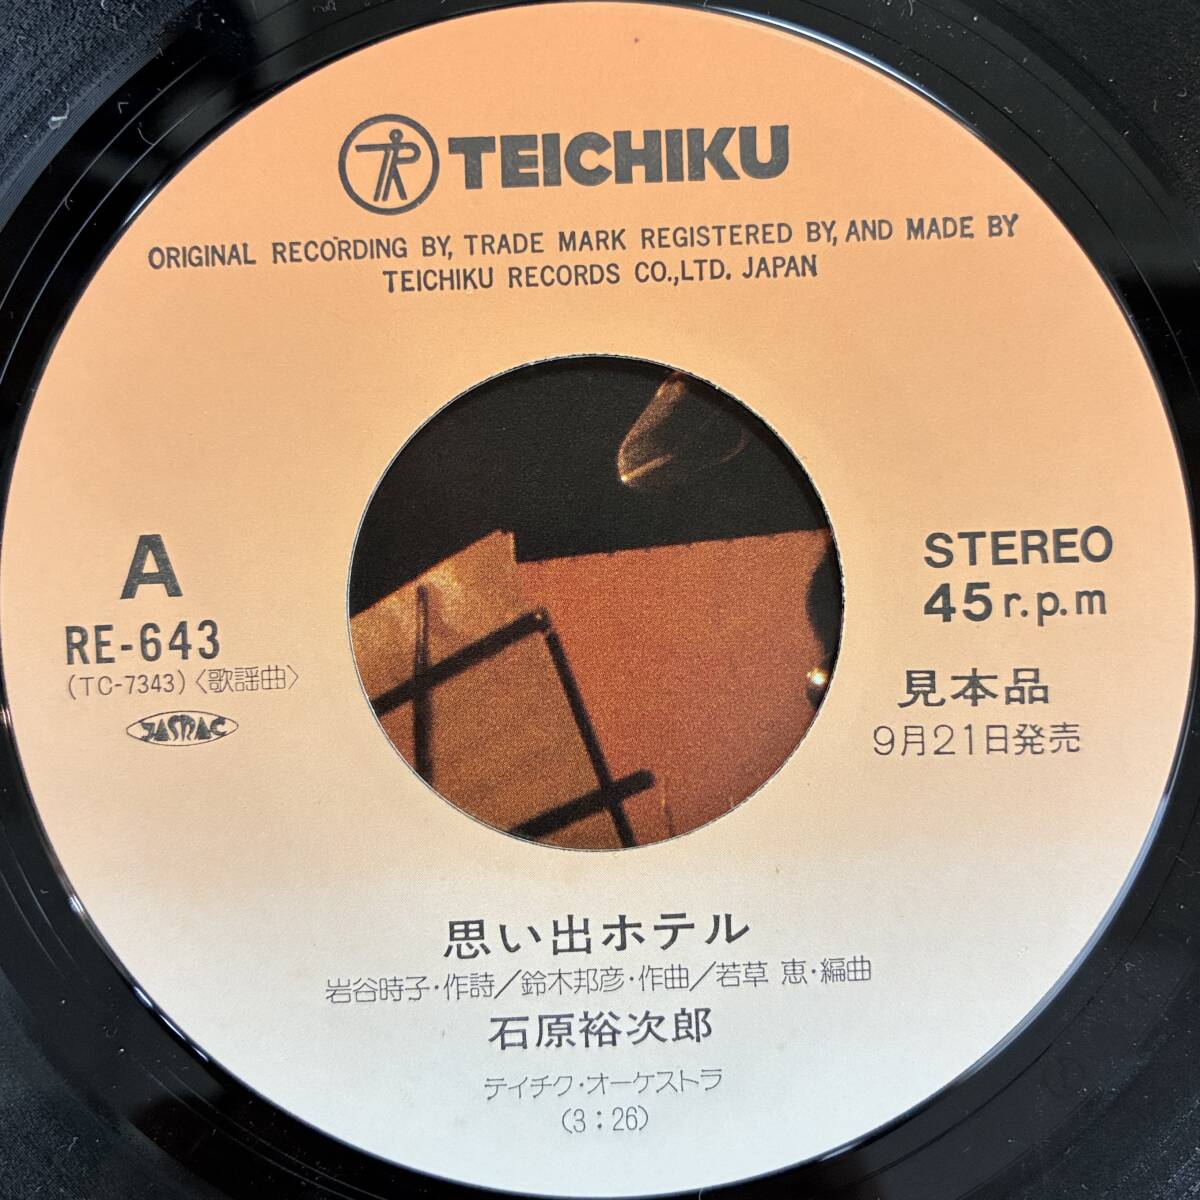 TEICHIKU
ORIGINAL RECORDING BY, TRADE MARK REGISTERED BY, AND MADE BY
TEICHIKU RECORDS CO.,LTD. JAPAN
A
RE-643
(TC-7343)〈歌謡曲〉
JASRAC
STEREO
45 r.p.m
見本品
9月21日発売
思い出ホテル
岩谷時子・作詩/鈴木邦彦・作曲/若草 恵・編曲
石原裕次郎
テイチク・オーケストラ
(3:26)